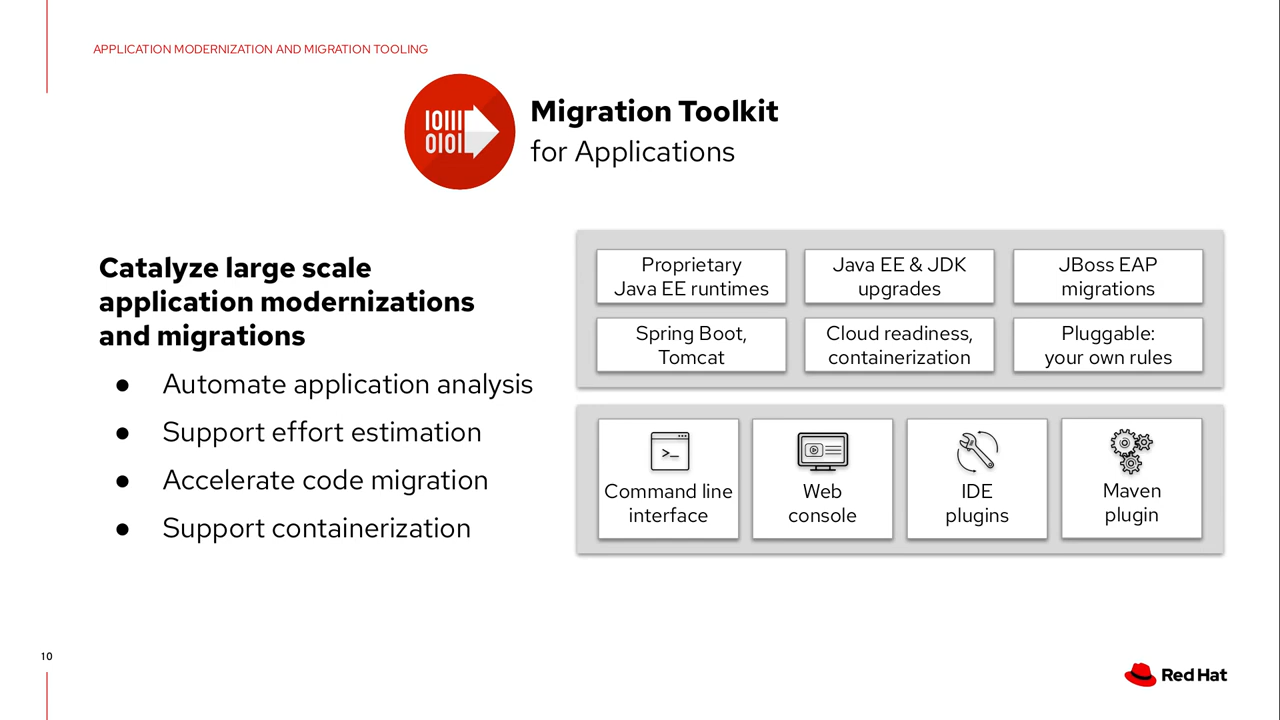 APPLICATION MODERNIZATION AND MIGRATION TOOLING
IOIII
OIOI
Migration Toolkit
for Applications
Catalyze large scale
application modernizations
and migrations
● Automate application analysis
● Support effort estimation
● Accelerate code migration
● Support containerization
Proprietary
Java EE runtimes
Java EE & JDK
upgrades
JBoss EAP
migrations
Spring Boot,
Tomcat
Cloud readiness,
containerization
Pluggable:
your own rules
>_
Command line
interface
Web
console
IDE
plugins
Maven
plugin
10
Red Hat